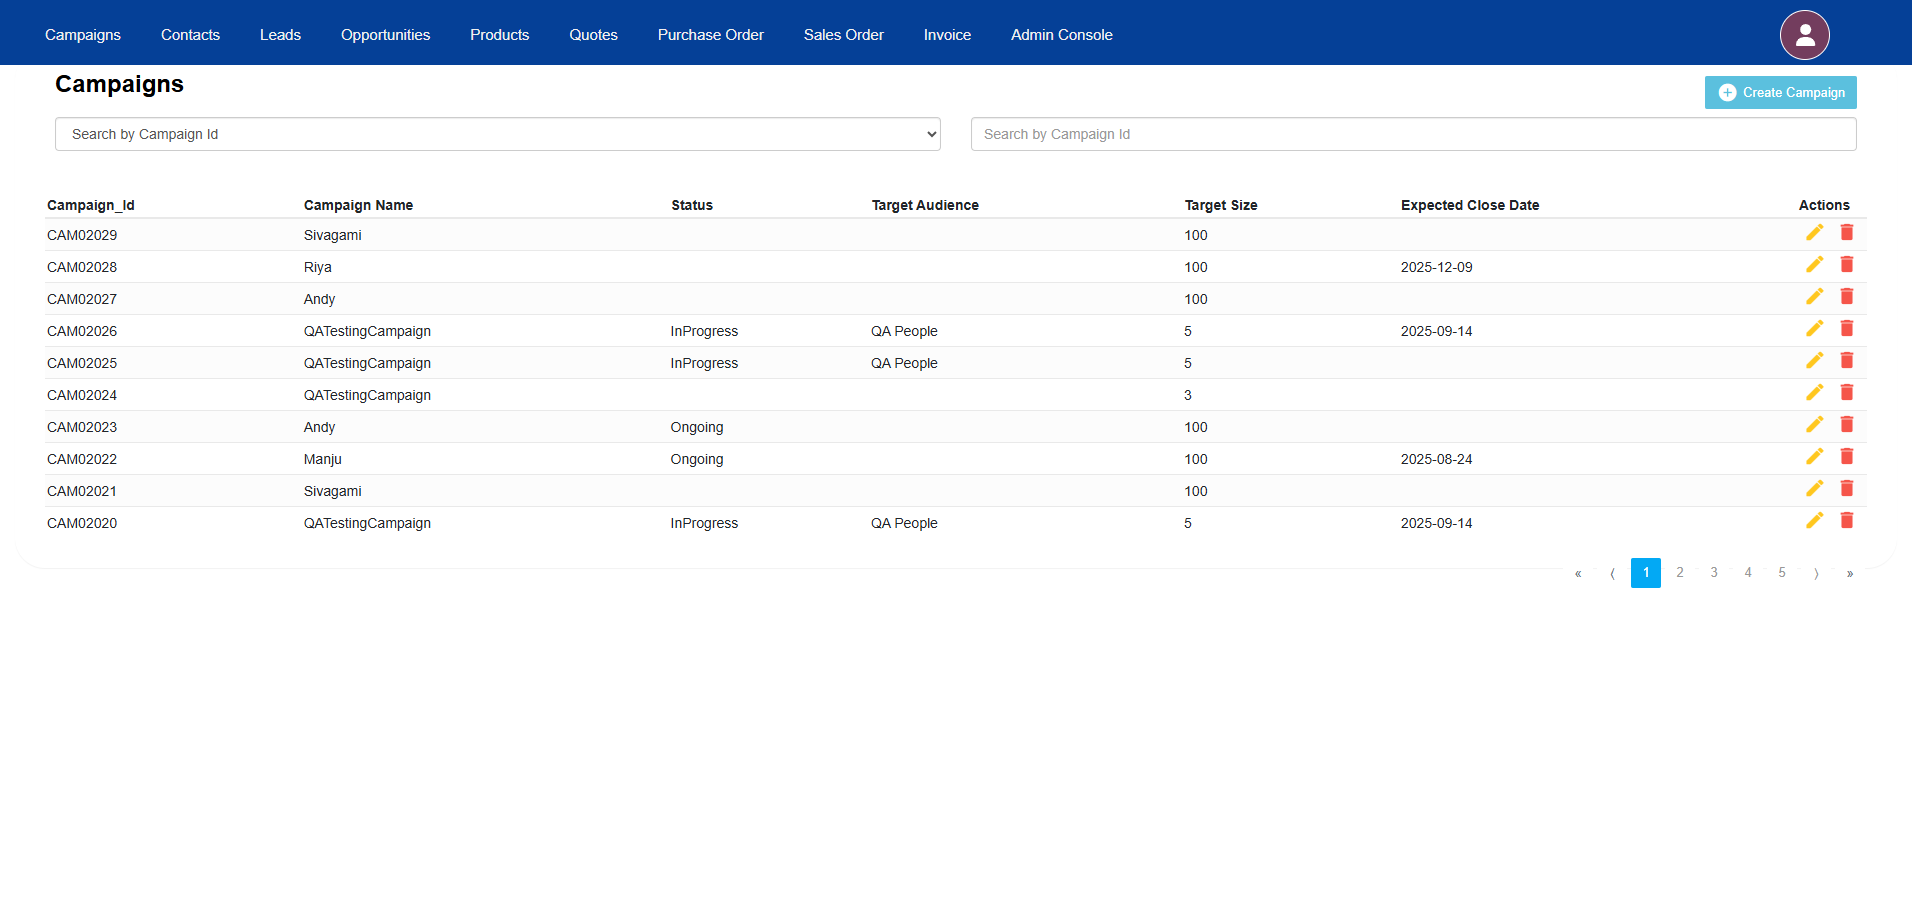 Campaigns Contacts Leads Opportunities Products Quotes Purchase Order Sales Order Invoice Admin Console
Campaigns
Create Campaign
Search by Campaign Id Search by Campaign Id
Campaign_Id Campaign Name Status Target Audience Target Size Expected Close Date Actions
CAM02029 Sivagami 100
CAM02028 Riya 100 2025-12-09
CAM02027 Andy 100
CAM02026 QATestingCampaign InProgress QA People 5 2025-09-14
CAM02025 QATestingCampaign InProgress QA People 5
CAM02024 QATestingCampaign 3
CAM02023 Andy Ongoing 100
CAM02022 Manju Ongoing 100 2025-08-24
CAM02021 Sivagami 100
CAM02020 QATestingCampaign InProgress QA People 5 2025-09-14
« ⟨ 1 2 3 4 5 ⟩ »